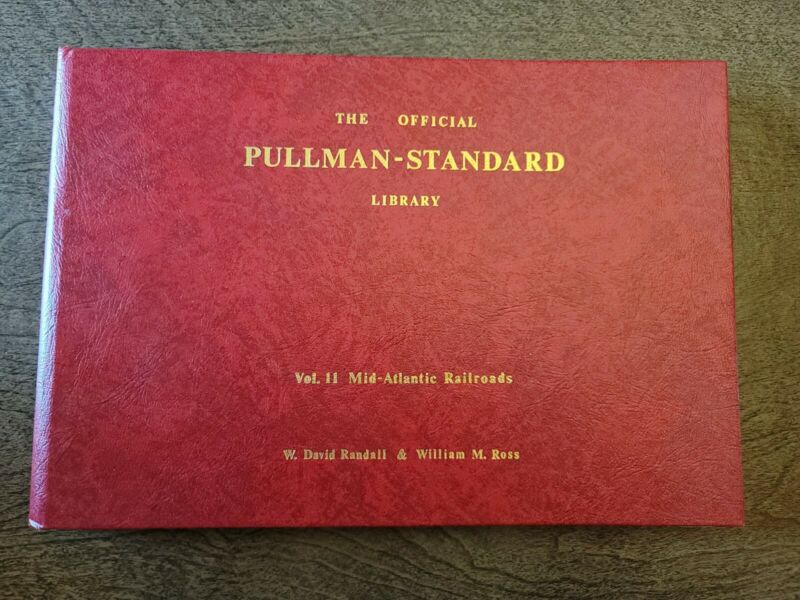 THE OFFICIAL
PULLMAN-STANDARD
LIBRARY
Vol. 11 Mid-Atlantic Railroads
W. David Randall & William M. Ross